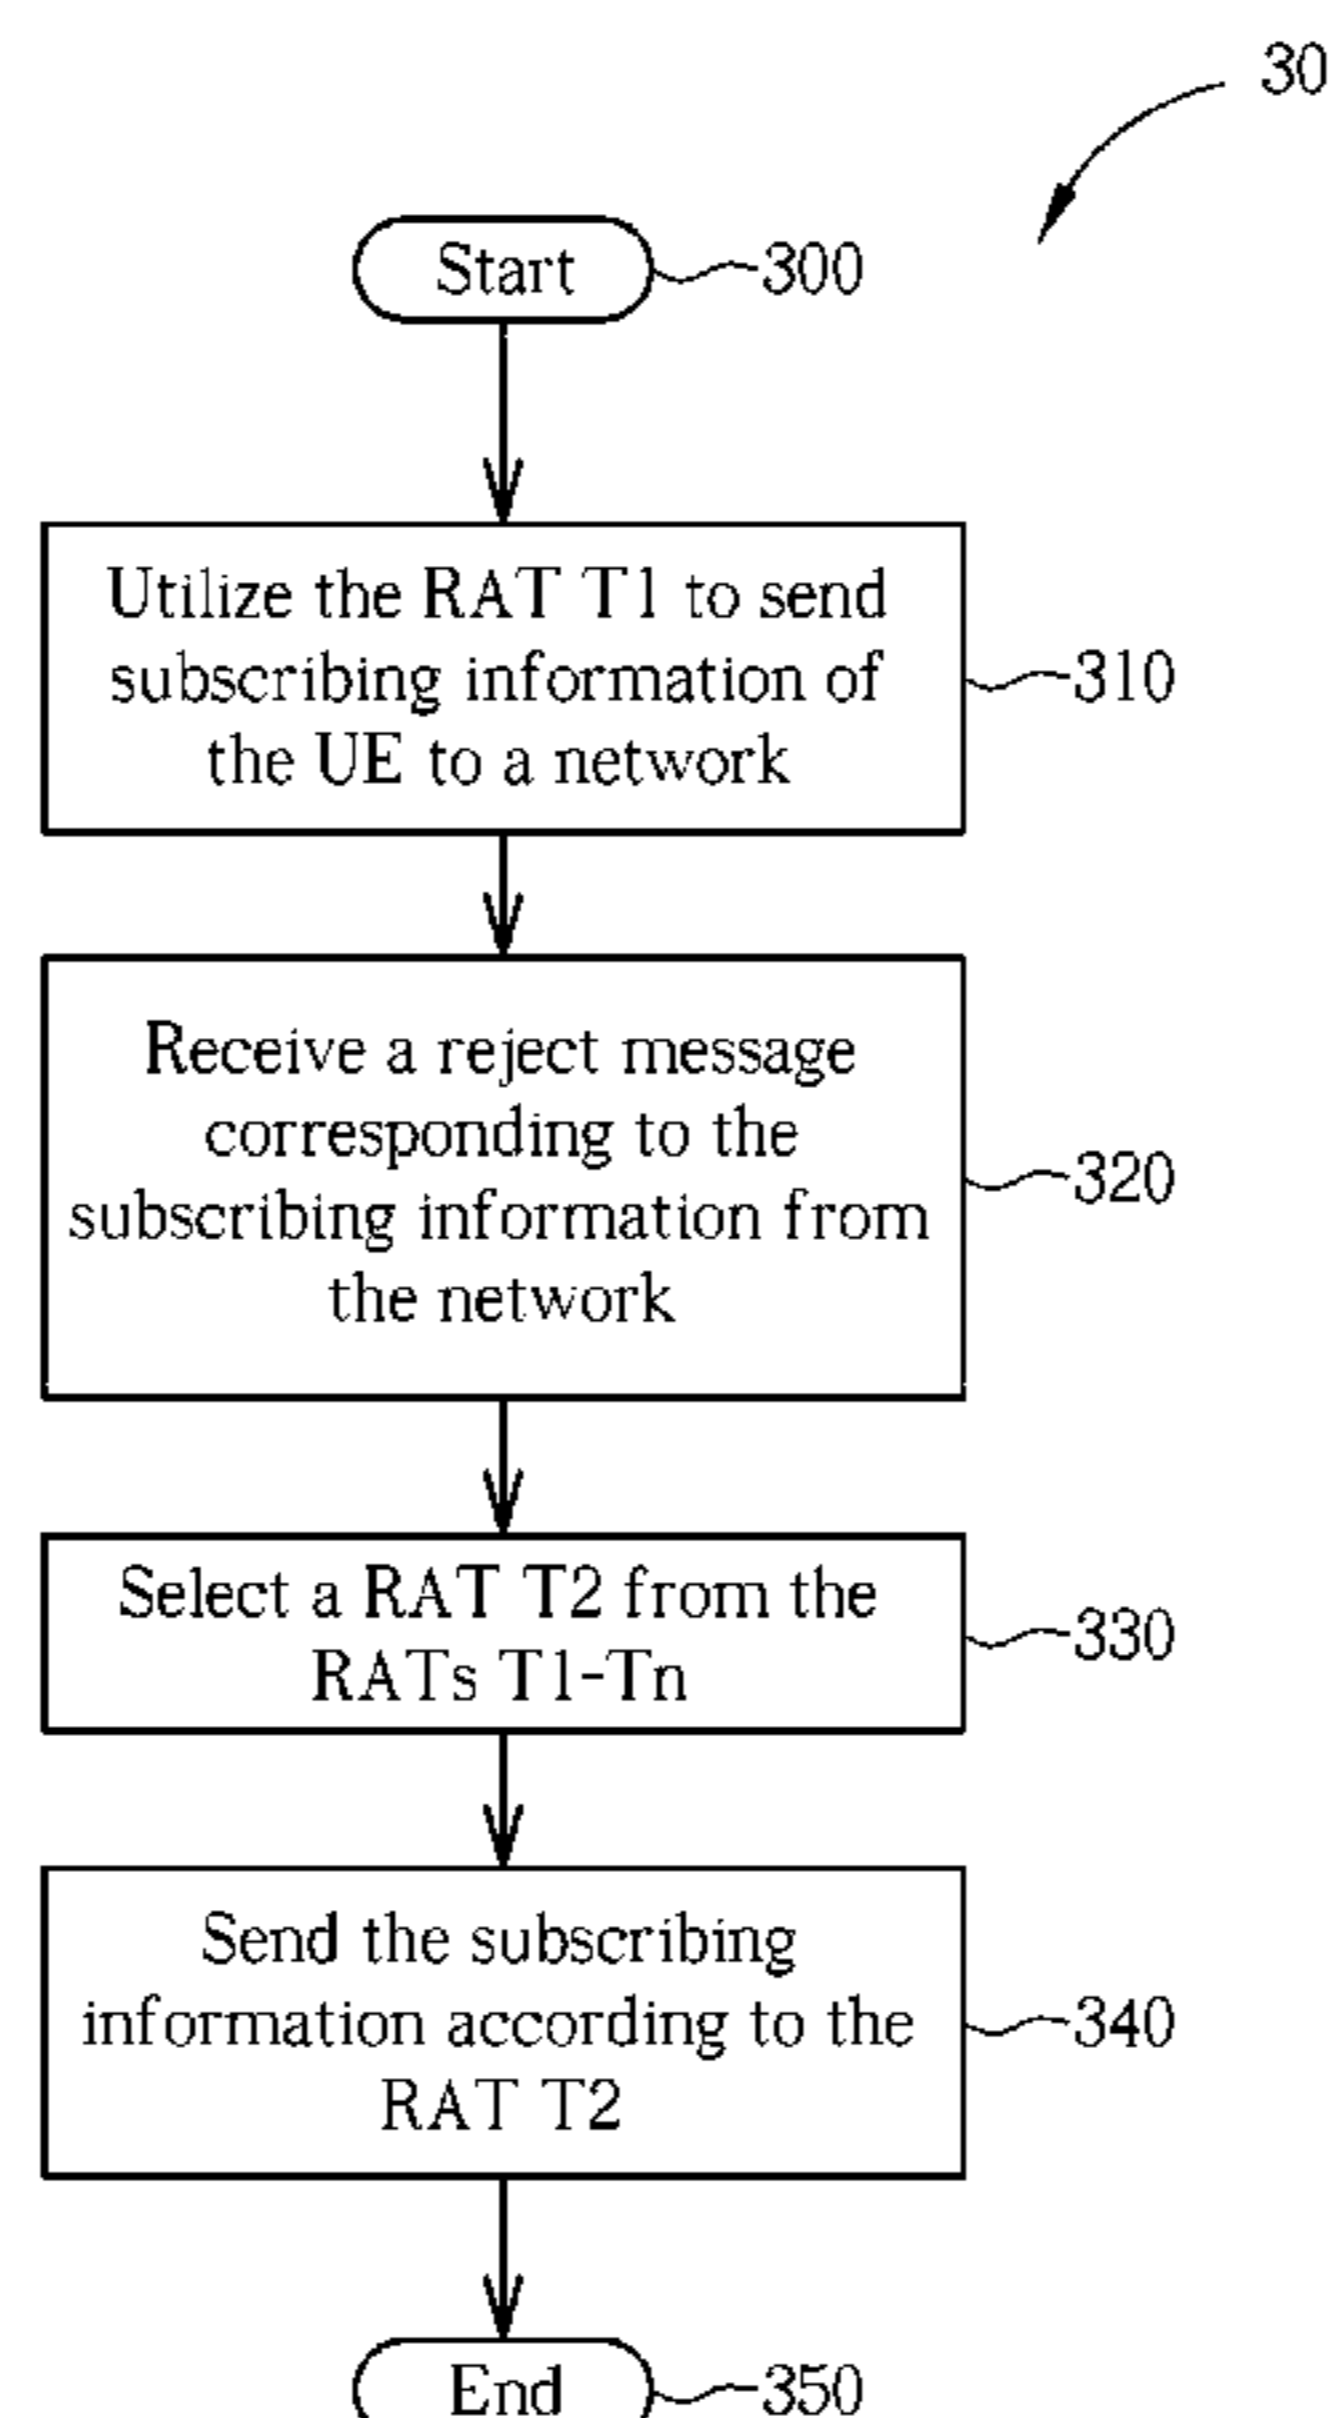 30
Start
300
Utilize the RAT T1 to send
subscribing information of
the UE to a network
310
Receive a reject message
corresponding to the
subscribing information from
the network
320
Select a RAT T2 from the
RATs T1-Tn
330
Send the subscribing
information according to the
RAT T2
340
End
350